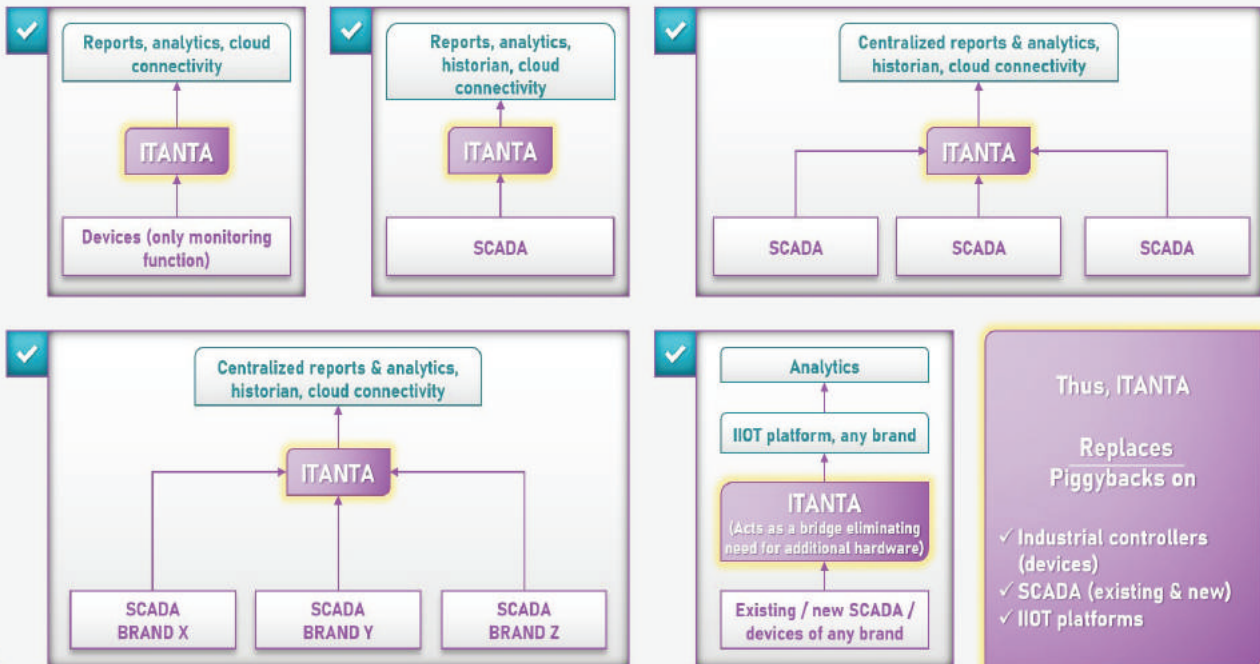 Reports, analytics, cloud
connectivity
ITANTA
Devices (only monitoring
function)
Reports, analytics,
historian, cloud
connectivity
ITANTA
SCADA
Centralized reports & analytics,
historian, cloud connectivity
ITANTA
SCADA
SCADA
SCADA
Centralized reports & analytics,
historian, cloud connectivity
ITANTA
SCADA
BRAND X
SCADA
BRAND Y
SCADA
BRAND Z
Analytics
IIOT platform, any brand
ITANTA
(Acts as a bridge eliminating
need for additional hardware)
Existing / new SCADA /
devices of any brand
Thus, ITANTA
Replaces
Piggybacks on
✓ Industrial controllers
(devices)
✓ SCADA (existing & new)
✓ IIOT platforms